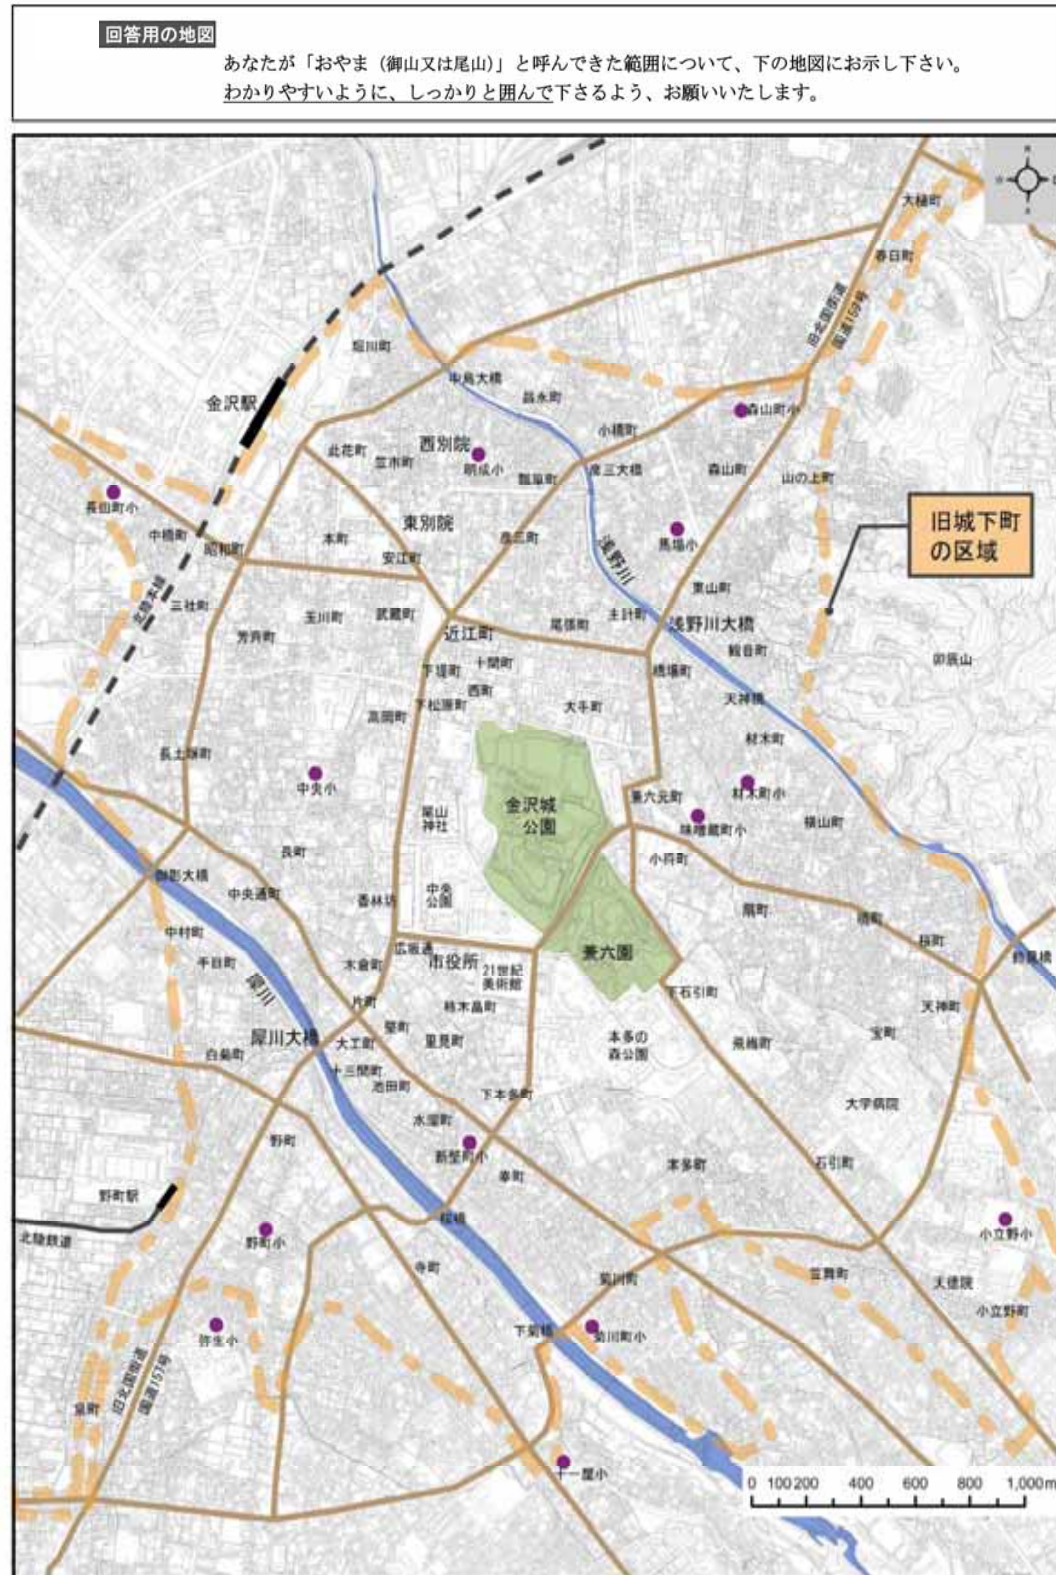 回答用の地図
あなたが「おやま（御山又は尾山）」と呼んできた範囲について、下の地図にお示し下さい。
わかりやすいように、しっかりと囲んで下さるよう、お願いいたします。
大樋町
春日町
旧北国街道
国道159号
堀川町
中島大橋
昌永町
金沢駅
森山町小
小橋町
此花町
笠市町
西別院
明成小
瓢箪町
彦三大橋
森山町
山の上町
長田町小
旧城下町
の区域
中橋町
昭和町
本町
東別院
安江町
彦三町
馬場小
浅野川
東山町
北陸本線
三社町
玉川町
武蔵町
芳斉町
近江町
尾張町
主計町
浅野川大橋
観音町
卯辰山
下堤町
十間町
橋場町
西町
下松原町
高岡町
大手町
天神橋
材木町
長土塀町
中央小
材木町小
兼六元町
金沢城
公園
尾山
神社
味噌蔵町小
横山町
長町
小将町
御影大橋
中央通町
香林坊
中央
公園
中村町
広坂通
兼六園
桜町
鈴見橋
千日町
木倉町
市役所
21世紀
美術館
下石引町
犀川
片町
柿木畠町
天神町
犀川大橋
竪町
大工町
里見町
本多の
森公園
飛梅町
宝町
白菊町
十三間町
池田町
下本多町
大学病院
水溜町
野町
新竪町小
幸町
本多町
石引町
野町駅
北陸鉄道
野町小
桜橋
小立野小
寺町
菊川町
笠舞町
天徳院
小立野町
弥生小
下菊橋
菊川町小
旧北国街道
国道157号
泉町
十一屋小
0 100 200 400 600 800 1,000m